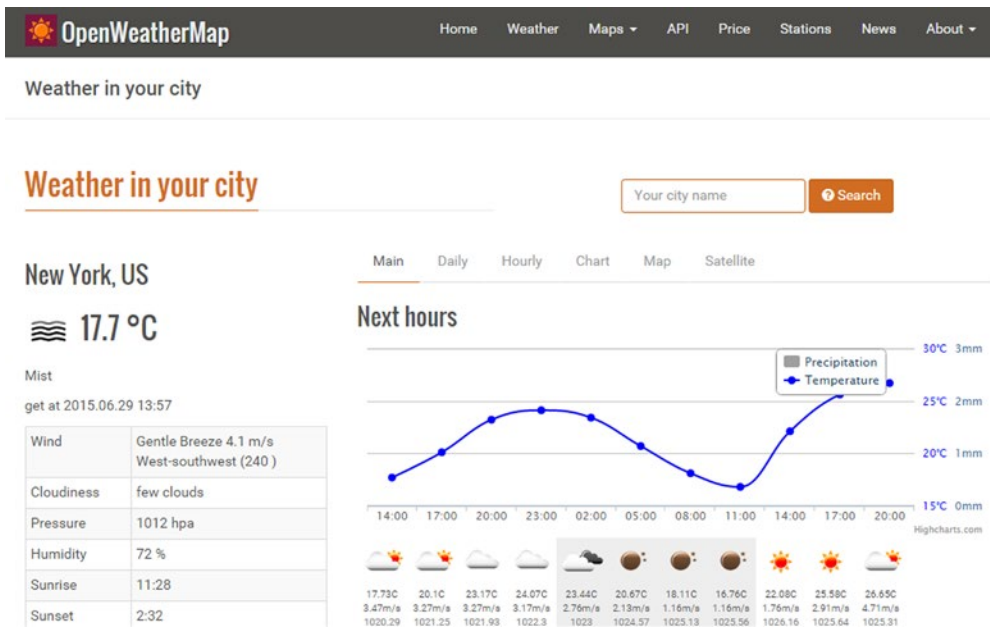 OpenWeatherMap
Home Weather Maps API Price Stations News About
Weather in your city
Weather in your city
Your city name
Search
New York, US
17.7 °C
Mist
get at 2015.06.29 13:57
Wind Gentle Breeze 4.1 m/s
West-southwest (240 )
Cloudiness few clouds
Pressure 1012 hpa
Humidity 72 %
Sunrise 11:28
Sunset 2:32
Main Daily Hourly Chart Map Satellite
Next hours
Precipitation
Temperature
30°C 3mm
25°C 2mm
20°C 1mm
15°C 0mm
14:00 17:00 20:00 23:00 02:00 05:00 08:00 11:00 14:00 17:00 20:00
Highcharts.com
17.73C 20.1C 23.17C 24.07C 23.44C 20.67C 18.11C 16.76C 22.08C 25.58C 26.65C
3.47m/s 3.27m/s 3.27m/s 3.17m/s 2.76m/s 2.13m/s 1.16m/s 1.16m/s 1.76m/s 2.91m/s 4.71m/s
1020.29 1021.25 1021.93 1022.3 1023 1024.57 1025.13 1025.56 1026.16 1025.64 1025.31